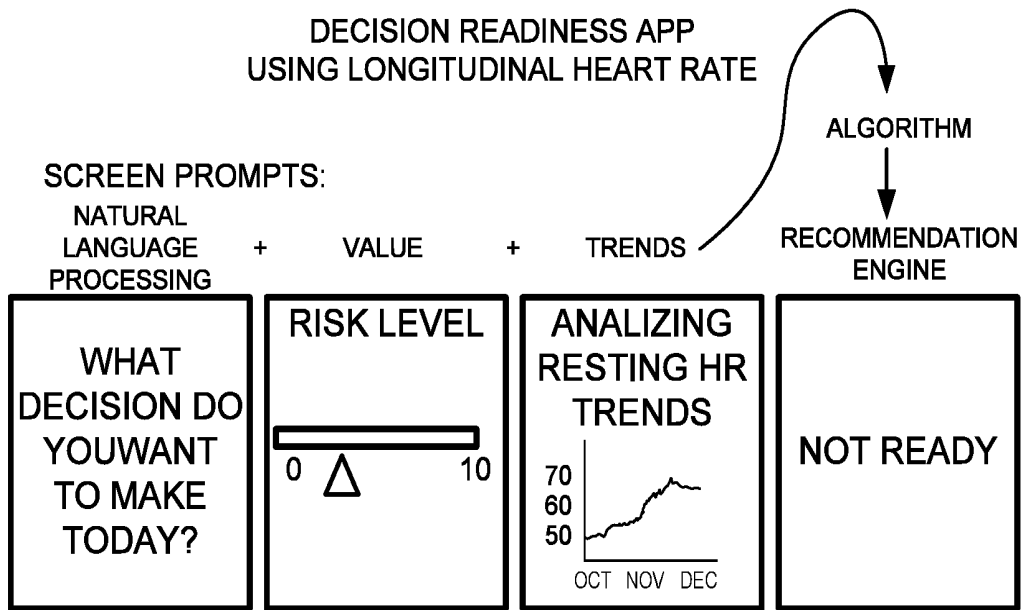 DECISION READINESS APP
USING LONGITUDINAL HEART RATE
ALGORITHM
SCREEN PROMPTS:
NATURAL
LANGUAGE
PROCESSING
+
VALUE
+
TRENDS
RECOMMENDATION
ENGINE
WHAT
DECISION DO
YOUWANT
TO MAKE
TODAY?
RISK LEVEL
0 10
ANALIZING
RESTING HR
TRENDS
70
60
50
OCT NOV DEC
NOT READY